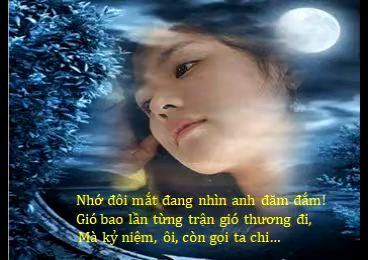 Nhớ đôi mắt đang nhìn anh đăm đắm!
Gió bao lần từng trận gió thương đi,
Mà kỷ niệm, ôi, còn gọi ta chi...